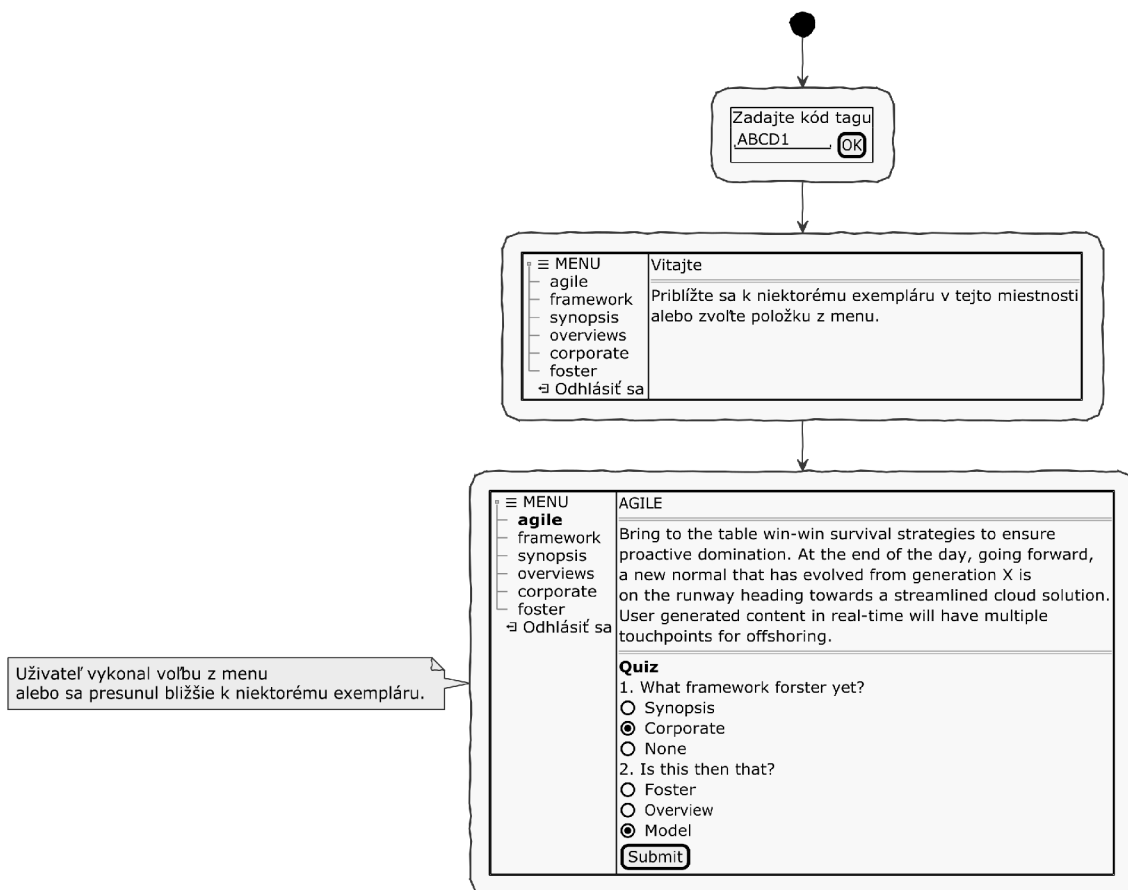 Zadajte kód tagu
ABCD1 OK
☰ MENU
agile
framework
synopsis
overviews
corporate
foster
Odhlásiť sa
Vitajte
Priblížte sa k niektorému exempláru v tejto miestnosti
alebo zvoľte položku z menu.
☰ MENU
agile
framework
synopsis
overviews
corporate
foster
Odhlásiť sa
AGILE
Bring to the table win-win survival strategies to ensure
proactive domination. At the end of the day, going forward,
a new normal that has evolved from generation X is
on the runway heading towards a streamlined cloud solution.
User generated content in real-time will have multiple
touchpoints for offshoring.
Quiz
1. What framework forster yet?
Synopsis
Corporate
None
2. Is this then that?
Foster
Overview
Model
Submit
Uživateľ vykonal voľbu z menu
alebo sa presunul bližšie k niektorému exempláru.